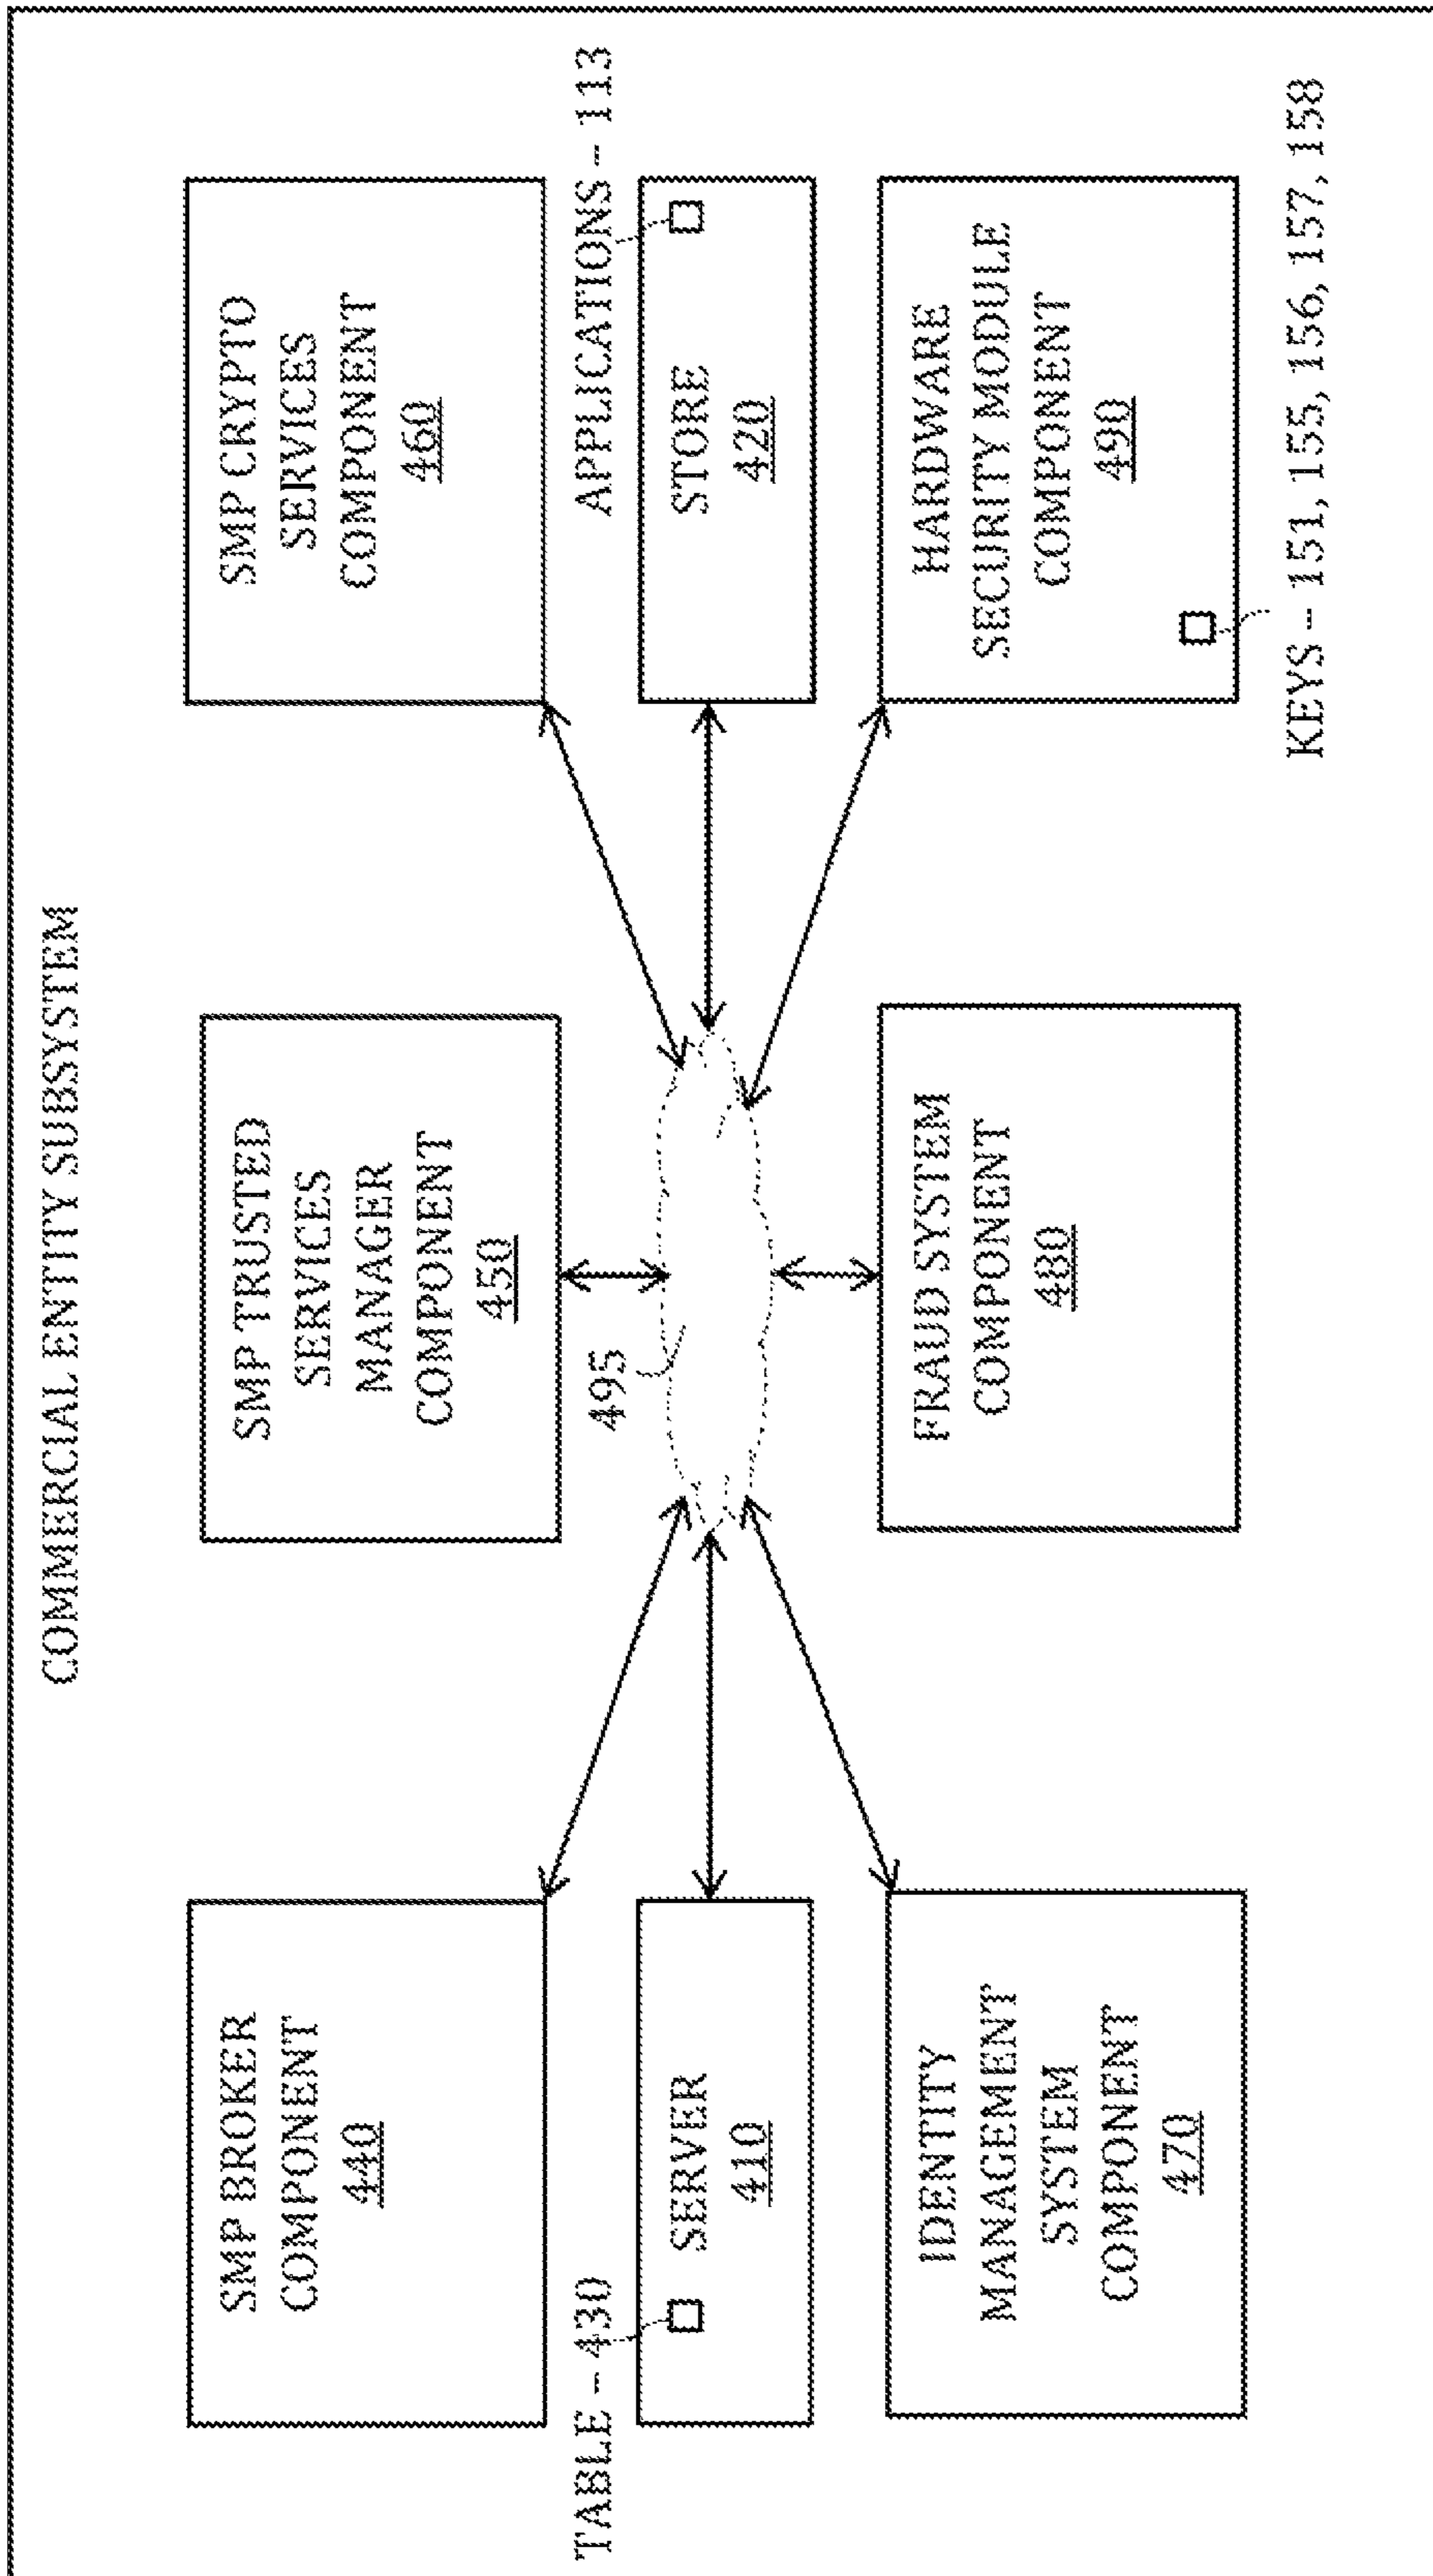 COMMERCIAL ENTITY SUBSYSTEM
SMP BROKER
COMPONENT
440
SMP TRUSTED
SERVICES
MANAGER
COMPONENT
450
SMP CRYPTO
SERVICES
COMPONENT
460
TABLE – 430
SERVER
410
495
APPLICATIONS – 113
STORE
420
IDENTITY
MANAGEMENT
SYSTEM
COMPONENT
470
FRAUD SYSTEM
COMPONENT
480
HARDWARE
SECURITY MODULE
COMPONENT
490
KEYS – 151, 155, 156, 157, 158